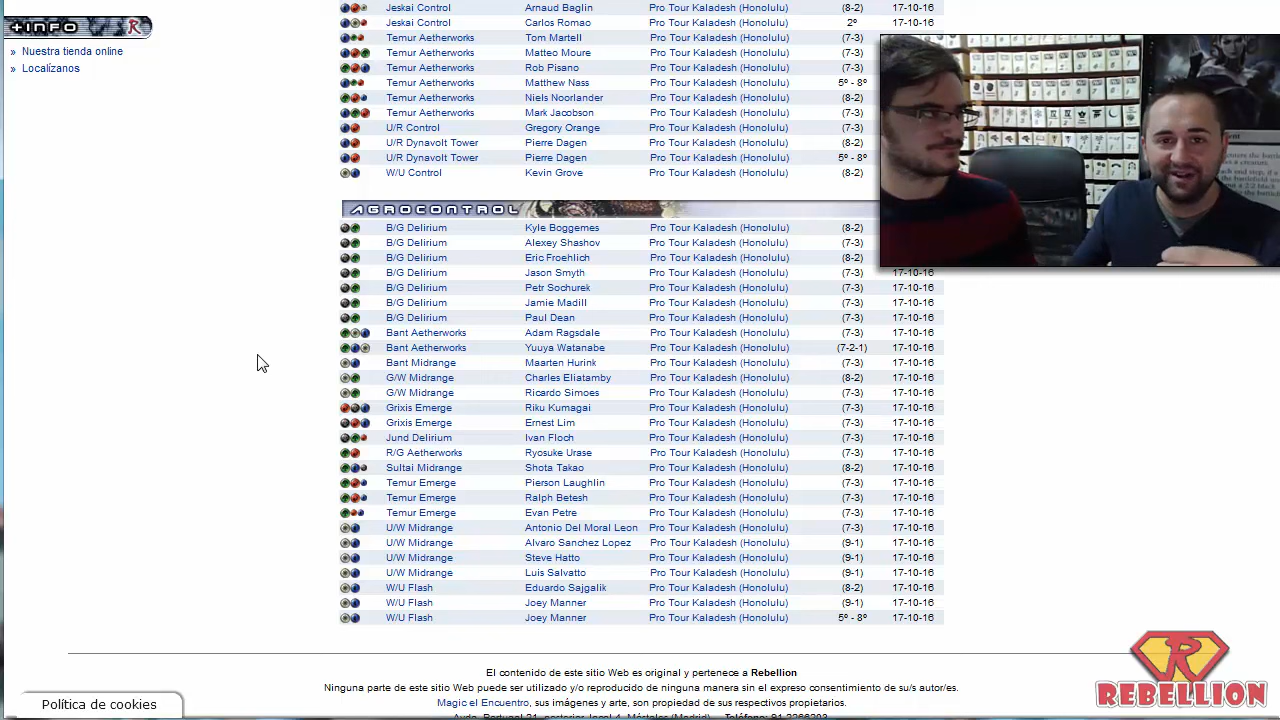 +INFO R
» Nuestra tienda online
» Localízanos
Jeskai Control Arnaud Baglin Pro Tour Kaladesh (Honolulu) (8-2) 17-10-16
Jeskai Control Pro Tour Kaladesh (Honolulu) 17-10-16
Temur Aetherworks Tom Martell Pro Tour Kaladesh (Honolulu) (7-3)
Temur Aetherworks Matteo Moure Pro Tour Kaladesh (Honolulu) (7-3)
Temur Aetherworks Rob Pisano Pro Tour Kaladesh (Honolulu) (7-3)
Temur Aetherworks Matthew Nass Pro Tour Kaladesh (Honolulu) 5º - 8º
Temur Aetherworks Niels Noorlander Pro Tour Kaladesh (Honolulu) (8-2)
Temur Aetherworks Mark Jacobson Pro Tour Kaladesh (Honolulu) (7-3)
U/R Control Gregory Orange Pro Tour Kaladesh (Honolulu) (7-3)
U/R Dynavolt Tower Pierre Dagen Pro Tour Kaladesh (Honolulu) (8-2)
U/R Dynavolt Tower Pierre Dagen Pro Tour Kaladesh (Honolulu) 5º - 8º
Pro Tour Kaladesh (Honolulu)
AGROCONTROL
B/G Delirium Kyle Boggemes Pro Tour Kaladesh (Honolulu) (8-2)
B/G Delirium Alexey Shashov Pro Tour Kaladesh (Honolulu) (7-3)
B/G Delirium Eric Froehlich Pro Tour Kaladesh (Honolulu) (8-2)
B/G Delirium Jason Smyth Pro Tour Kaladesh (Honolulu) (7-3) 17-10-16
B/G Delirium Petr Sochurek Pro Tour Kaladesh (Honolulu) (7-3) 17-10-16
B/G Delirium Jamie Madill Pro Tour Kaladesh (Honolulu) (7-3) 17-10-16
B/G Delirium Paul Dean Pro Tour Kaladesh (Honolulu) (7-3) 17-10-16
Bant Aetherworks Adam Ragsdale Pro Tour Kaladesh (Honolulu) (7-3) 17-10-16
Bant Aetherworks Yuuya Watanabe Pro Tour Kaladesh (Honolulu) (7-2-1) 17-10-16
Bant Midrange Maarten Hurink Pro Tour Kaladesh (Honolulu) (7-3) 17-10-16
G/W Midrange Charles Eliatamby Pro Tour Kaladesh (Honolulu) (8-2) 17-10-16
G/W Midrange Ricardo Simoes Pro Tour Kaladesh (Honolulu) (7-3) 17-10-16
Grixis Emerge Riku Kumagai Pro Tour Kaladesh (Honolulu) (7-3) 17-10-16
Grixis Emerge Ernest Lim Pro Tour Kaladesh (Honolulu) (7-3) 17-10-16
Jund Delirium Ivan Floch Pro Tour Kaladesh (Honolulu) (7-3) 17-10-16
R/G Aetherworks Ryosuke Urase Pro Tour Kaladesh (Honolulu) (7-3) 17-10-16
Sultai Midrange Shota Takao Pro Tour Kaladesh (Honolulu) (8-2) 17-10-16
Temur Emerge Pierson Laughlin Pro Tour Kaladesh (Honolulu) (7-3) 17-10-16
Temur Emerge Ralph Betesh Pro Tour Kaladesh (Honolulu) (7-3) 17-10-16
Temur Emerge Evan Petre Pro Tour Kaladesh (Honolulu) (7-3) 17-10-16
U/W Midrange Antonio Del Moral Leon Pro Tour Kaladesh (Honolulu) (7-3) 17-10-16
U/W Midrange Alvaro Sanchez Lopez Pro Tour Kaladesh (Honolulu) (9-1) 17-10-16
U/W Midrange Steve Hatto Pro Tour Kaladesh (Honolulu) (9-1) 17-10-16
U/W Midrange Luis Salvatto Pro Tour Kaladesh (Honolulu) (9-1) 17-10-16
W/U Flash Eduardo Sajgalik Pro Tour Kaladesh (Honolulu) (8-2) 17-10-16
W/U Flash Joey Manner Pro Tour Kaladesh (Honolulu) (9-1) 17-10-16
W/U Flash Joey Manner Pro Tour Kaladesh (Honolulu) 5º - 8º 17-10-16
El contenido de este sitio Web es original y pertenece a Rebellion
Ninguna parte de este sitio puede ser utilizado y/o reproducido de ninguna manera sin el expreso consentimiento de su/s autor/es.
Magic el Encuentro, sus imágenes y arte, son propiedad de sus respectivos propietarios.
Política de cookies
R
REBELLION